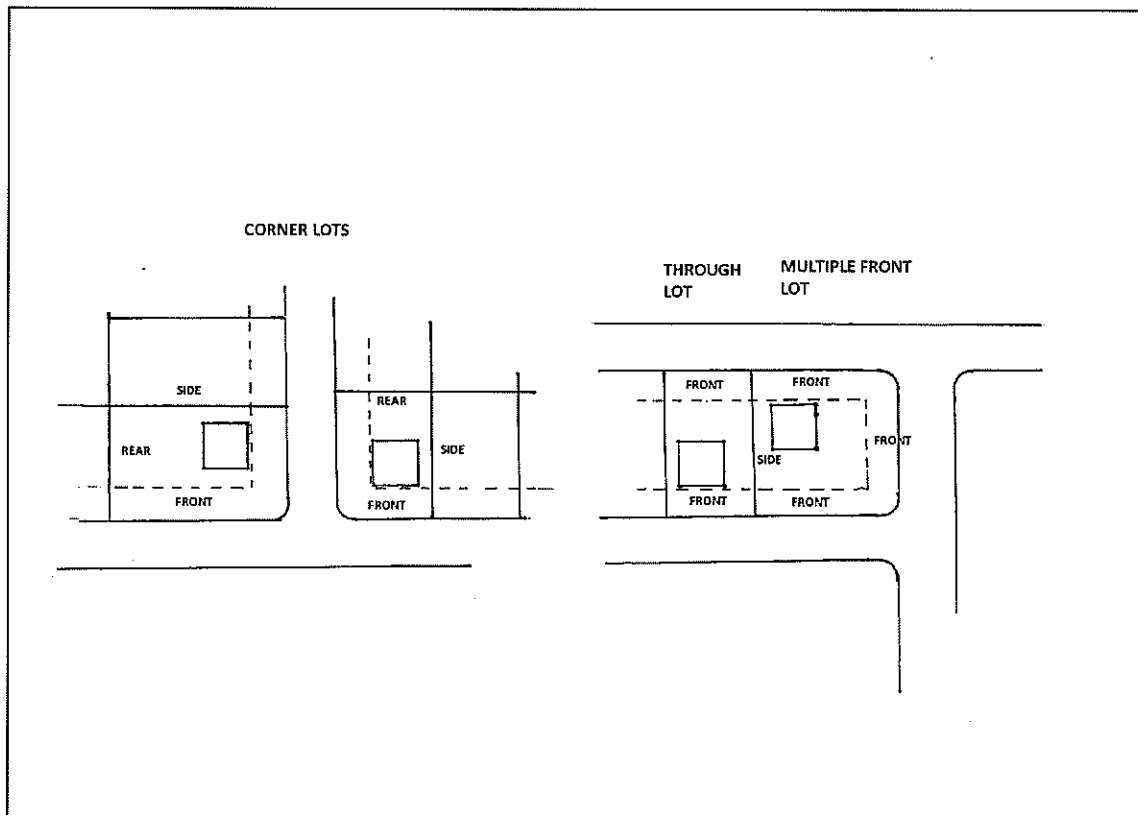 CORNER LOTS
THROUGH
LOT
MULTIPLE FRONT
LOT
SIDE
REAR
FRONT
REAR
SIDE
FRONT
FRONT
FRONT
FRONT
SIDE
FRONT
FRONT